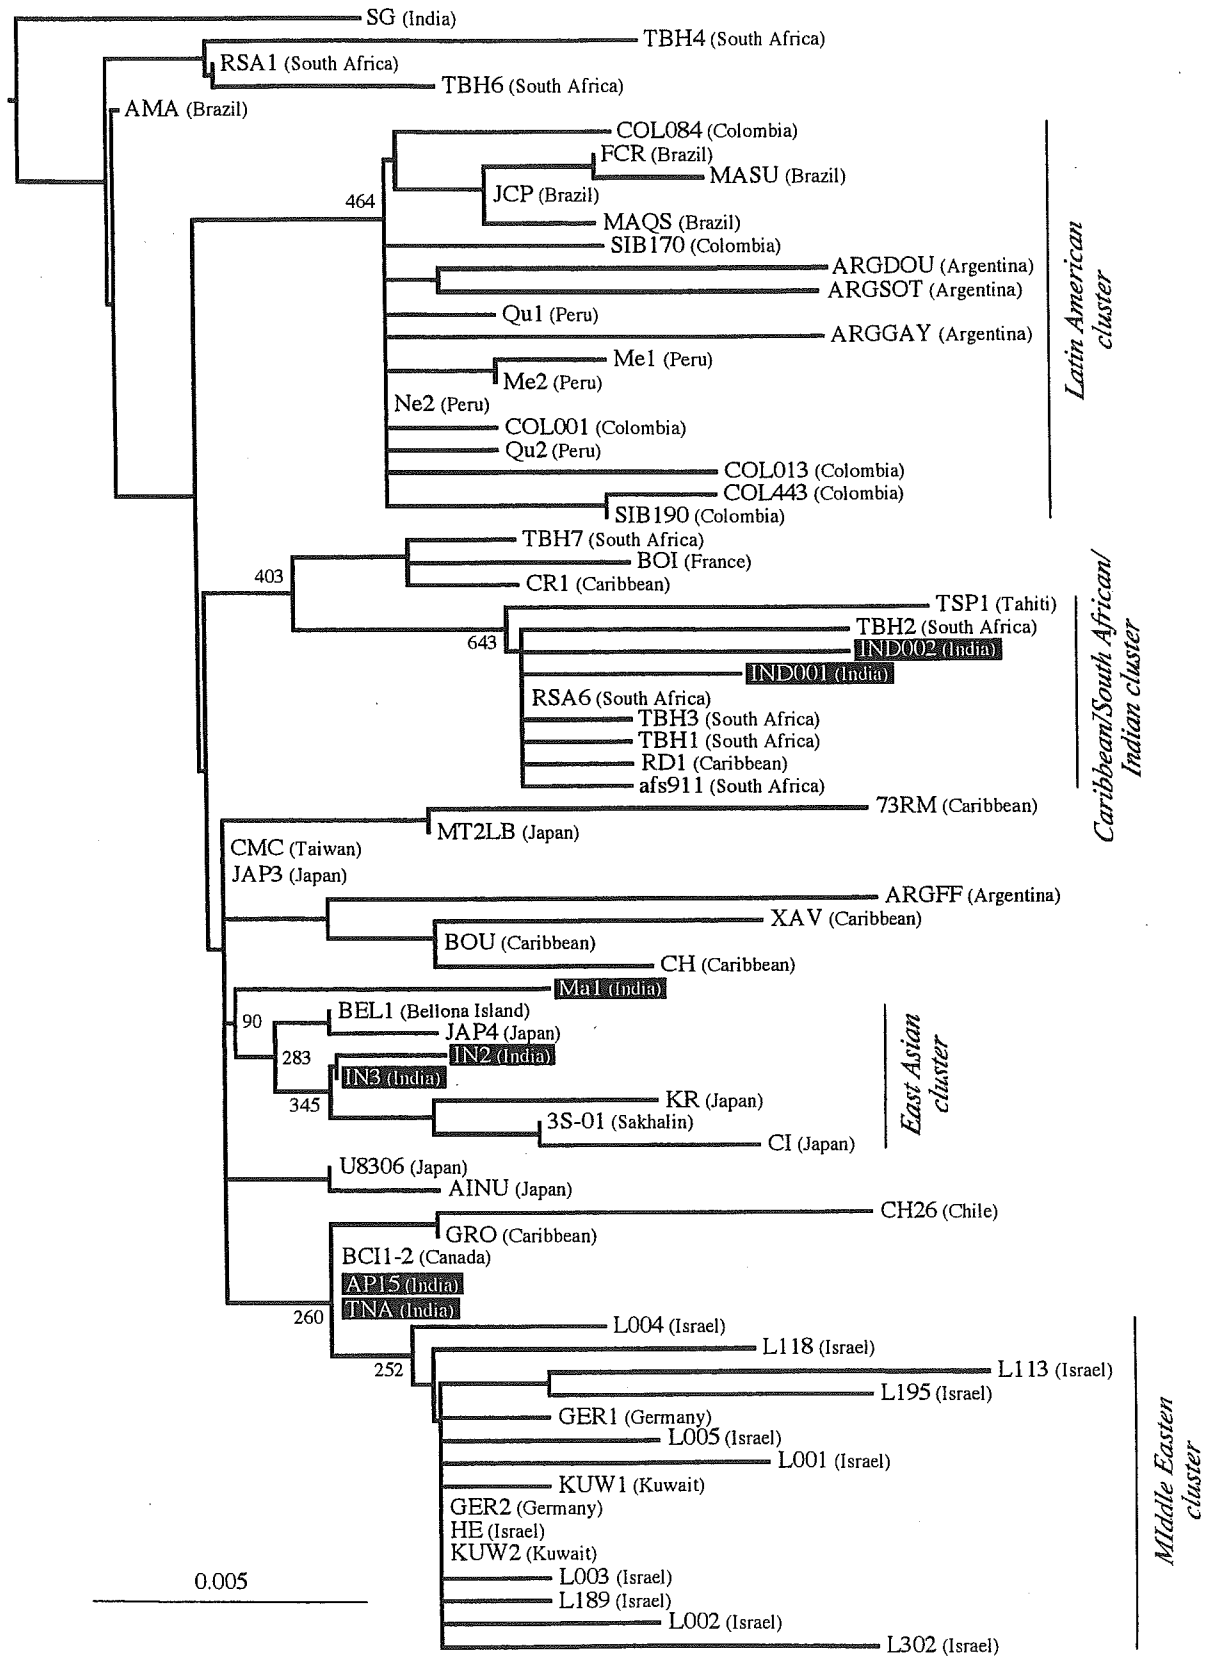 SG (India)
TBH4 (South Africa)
RSA1 (South Africa)
TBH6 (South Africa)
AMA (Brazil)
COL084 (Colombia)
FCR (Brazil)
MASU (Brazil)
JCP (Brazil)
464
MAQS (Brazil)
SIB170 (Colombia)
ARGDOU (Argentina)
ARGSOT (Argentina)
Qu1 (Peru)
ARGGAY (Argentina)
Me1 (Peru)
Me2 (Peru)
Ne2 (Peru)
COL001 (Colombia)
Qu2 (Peru)
COL013 (Colombia)
COL443 (Colombia)
SIB190 (Colombia)
Latin American
cluster
TBH7 (South Africa)
BOI (France)
403
CR1 (Caribbean)
TSP1 (Tahiti)
TBH2 (South Africa)
643
IND002 (India)
IND001 (India)
RSA6 (South Africa)
TBH3 (South Africa)
TBH1 (South Africa)
RD1 (Caribbean)
afs911 (South Africa)
Caribbean/South African/
Indian cluster
73RM (Caribbean)
MT2LB (Japan)
CMC (Taiwan)
JAP3 (Japan)
ARGFF (Argentina)
XAV (Caribbean)
BOU (Caribbean)
CH (Caribbean)
Ma1 (India)
90
BEL1 (Bellona Island)
JAP4 (Japan)
283
IN2 (India)
IN3 (India)
345
KR (Japan)
3S-01 (Sakhalin)
CI (Japan)
East Asian
cluster
U8306 (Japan)
AINU (Japan)
CH26 (Chile)
GRO (Caribbean)
BCI1-2 (Canada)
AP15 (India)
TNA (India)
260
L004 (Israel)
L118 (Israel)
252
L113 (Israel)
L195 (Israel)
GER1 (Germany)
L005 (Israel)
L001 (Israel)
KUW1 (Kuwait)
GER2 (Germany)
HE (Israel)
KUW2 (Kuwait)
L003 (Israel)
L189 (Israel)
L002 (Israel)
L302 (Israel)
MIddle Easten
cluster
0.005